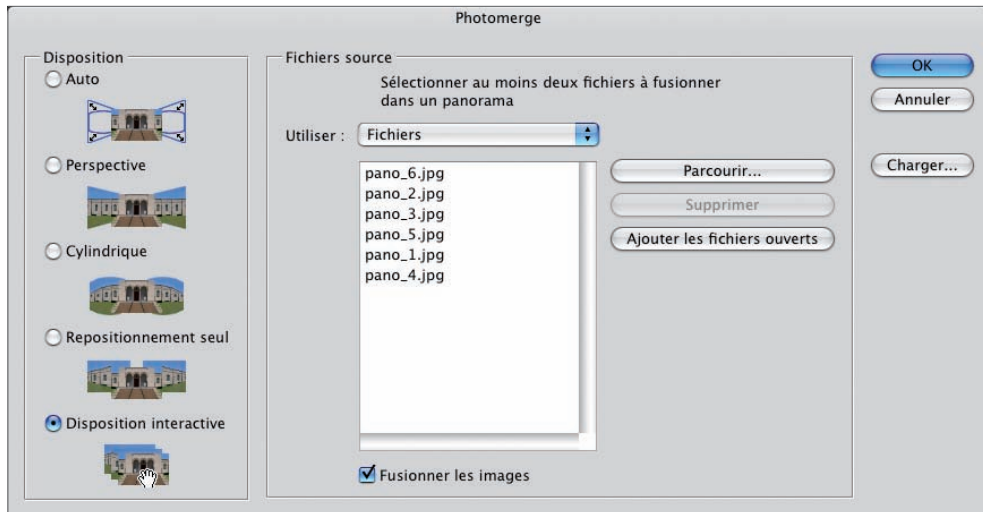 Photomerge
Disposition
Auto
Perspective
Cylindrique
Repositionnement seul
Disposition interactive
Fichiers source
Sélectionner au moins deux fichiers à fusionner
dans un panorama
Utiliser : Fichiers
pano_6.jpg
pano_2.jpg
pano_3.jpg
pano_5.jpg
pano_1.jpg
pano_4.jpg
Parcourir...
Supprimer
Ajouter les fichiers ouverts
Fusionner les images
OK
Annuler
Charger...